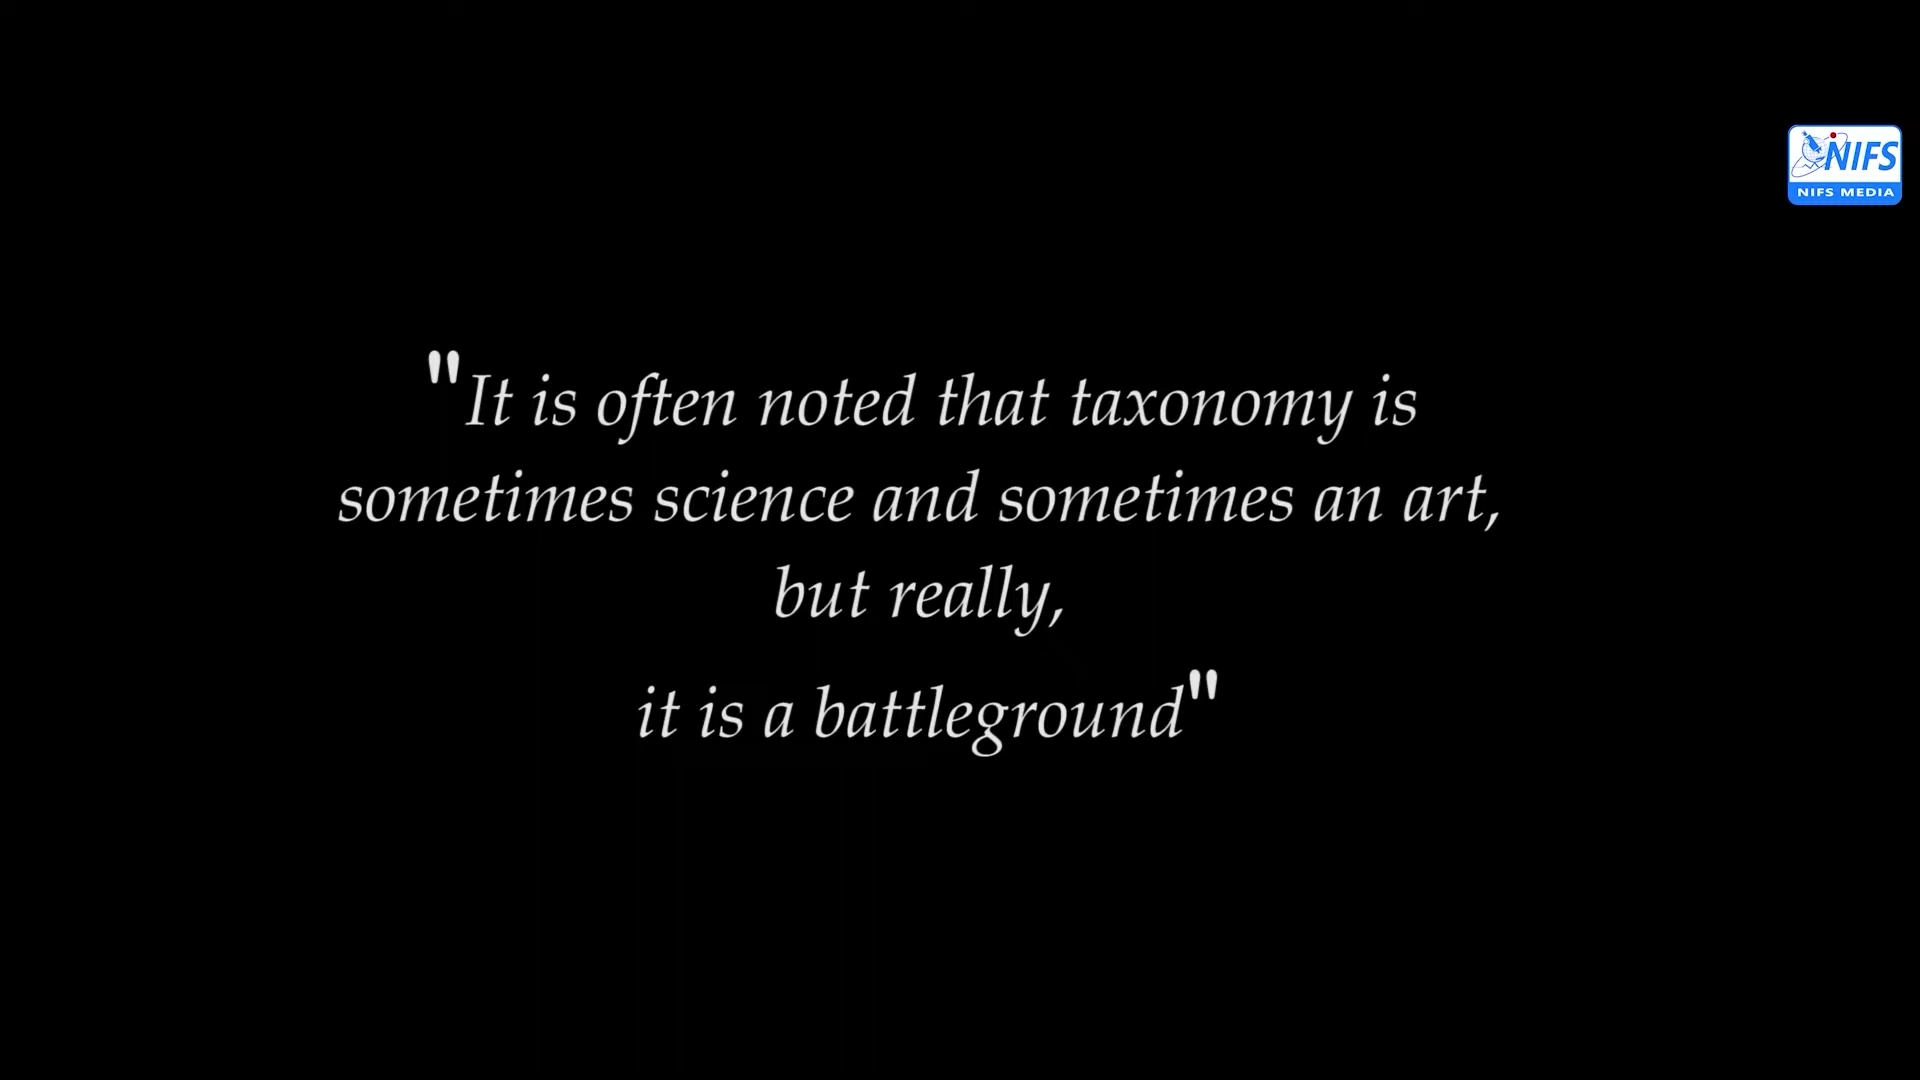 NIFS
NIFS MEDIA
"It is often noted that taxonomy is
sometimes science and sometimes an art,
but really,
it is a battleground"